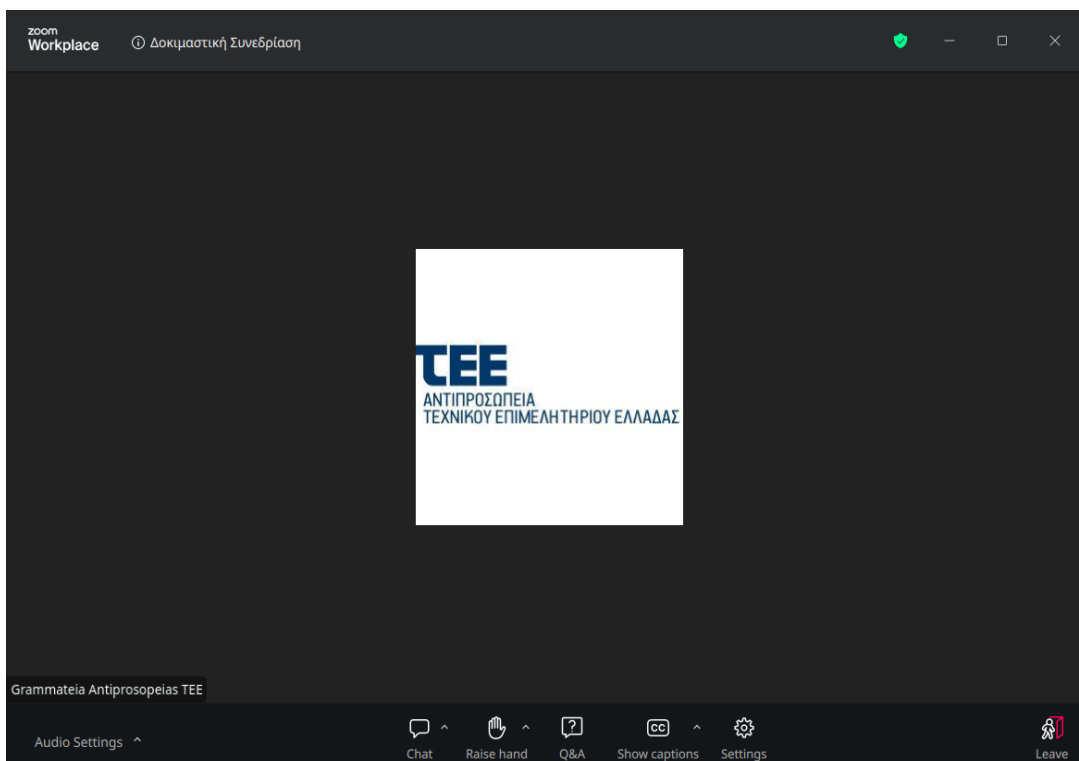 zoom
Workplace
Δοκιμαστική Συνεδρίαση
ΤΕΕ
ΑΝΤΙΠΡΟΣΩΠΕΙΑ
ΤΕΧΝΙΚΟΥ ΕΠΙΜΕΛΗΤΗΡΙΟΥ ΕΛΛΑΔΑΣ
Grammateia Antiprosopeias TEE
Audio Settings
CC
Chat Raise hand Q&A Show captions Settings Leave